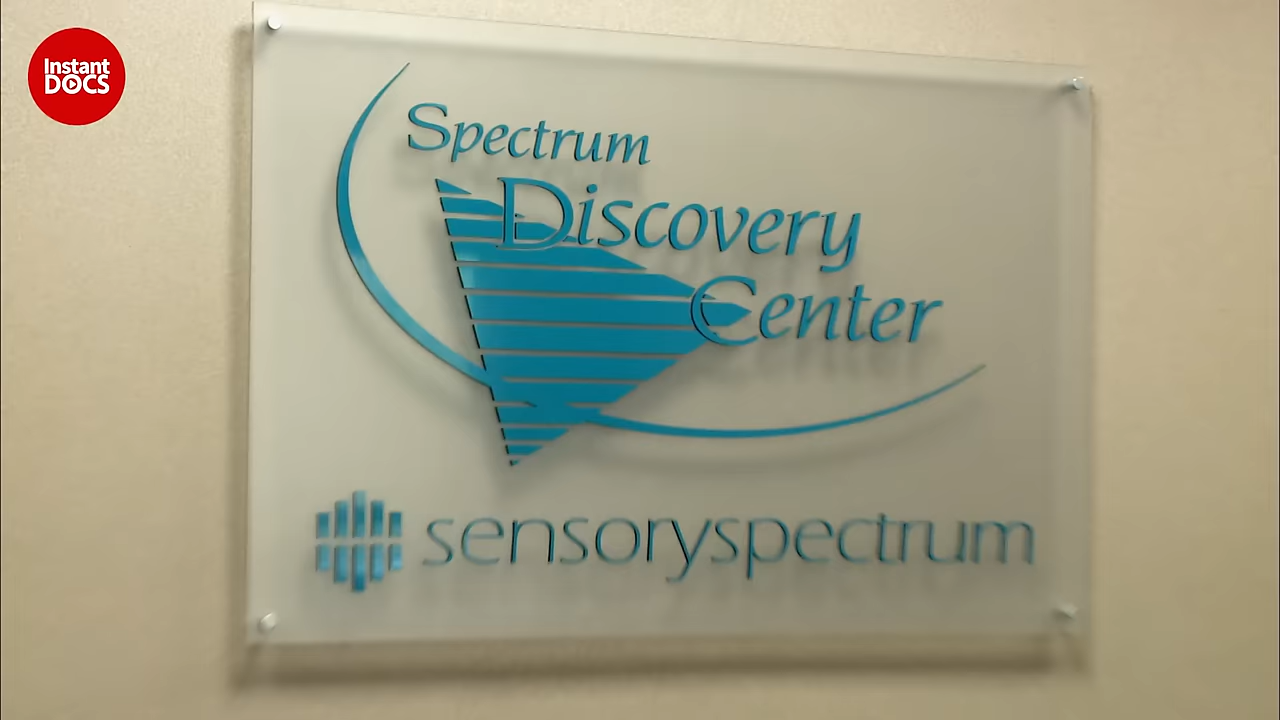 Instant
DOCS
Spectrum
Discovery
Center
sensoryspectrum